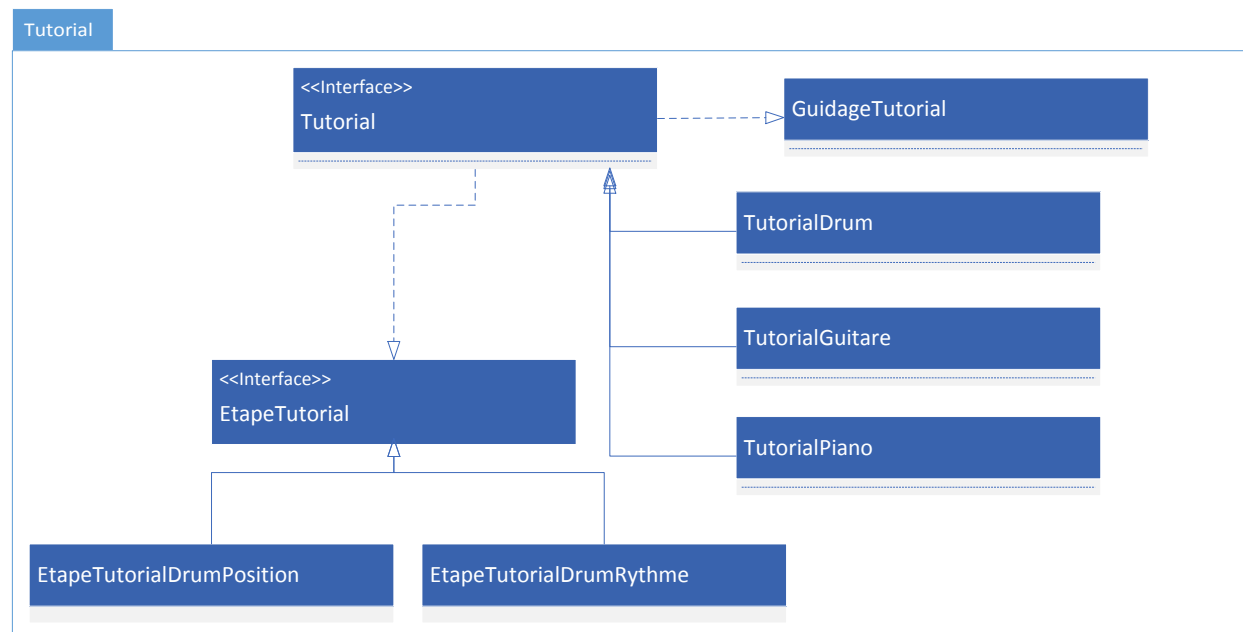 Tutorial
<<Interface>>
Tutorial
GuidageTutorial
TutorialDrum
TutorialGuitare
<<Interface>>
EtapeTutorial
TutorialPiano
EtapeTutorialDrumPosition
EtapeTutorialDrumRythme